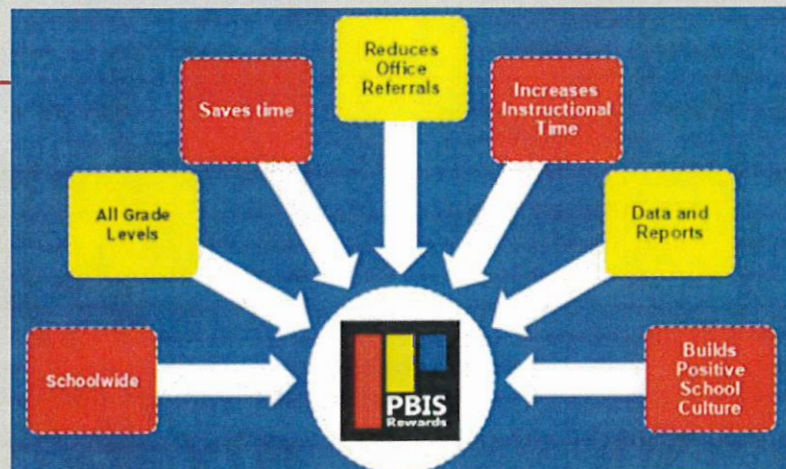 Reduces
Office
Referrals
Saves time
Increases
Instructional
Time
All Grade
Levels
Data and
Reports
Schoolwide
PBIS
Rewards
Builds
Positive
School
Culture